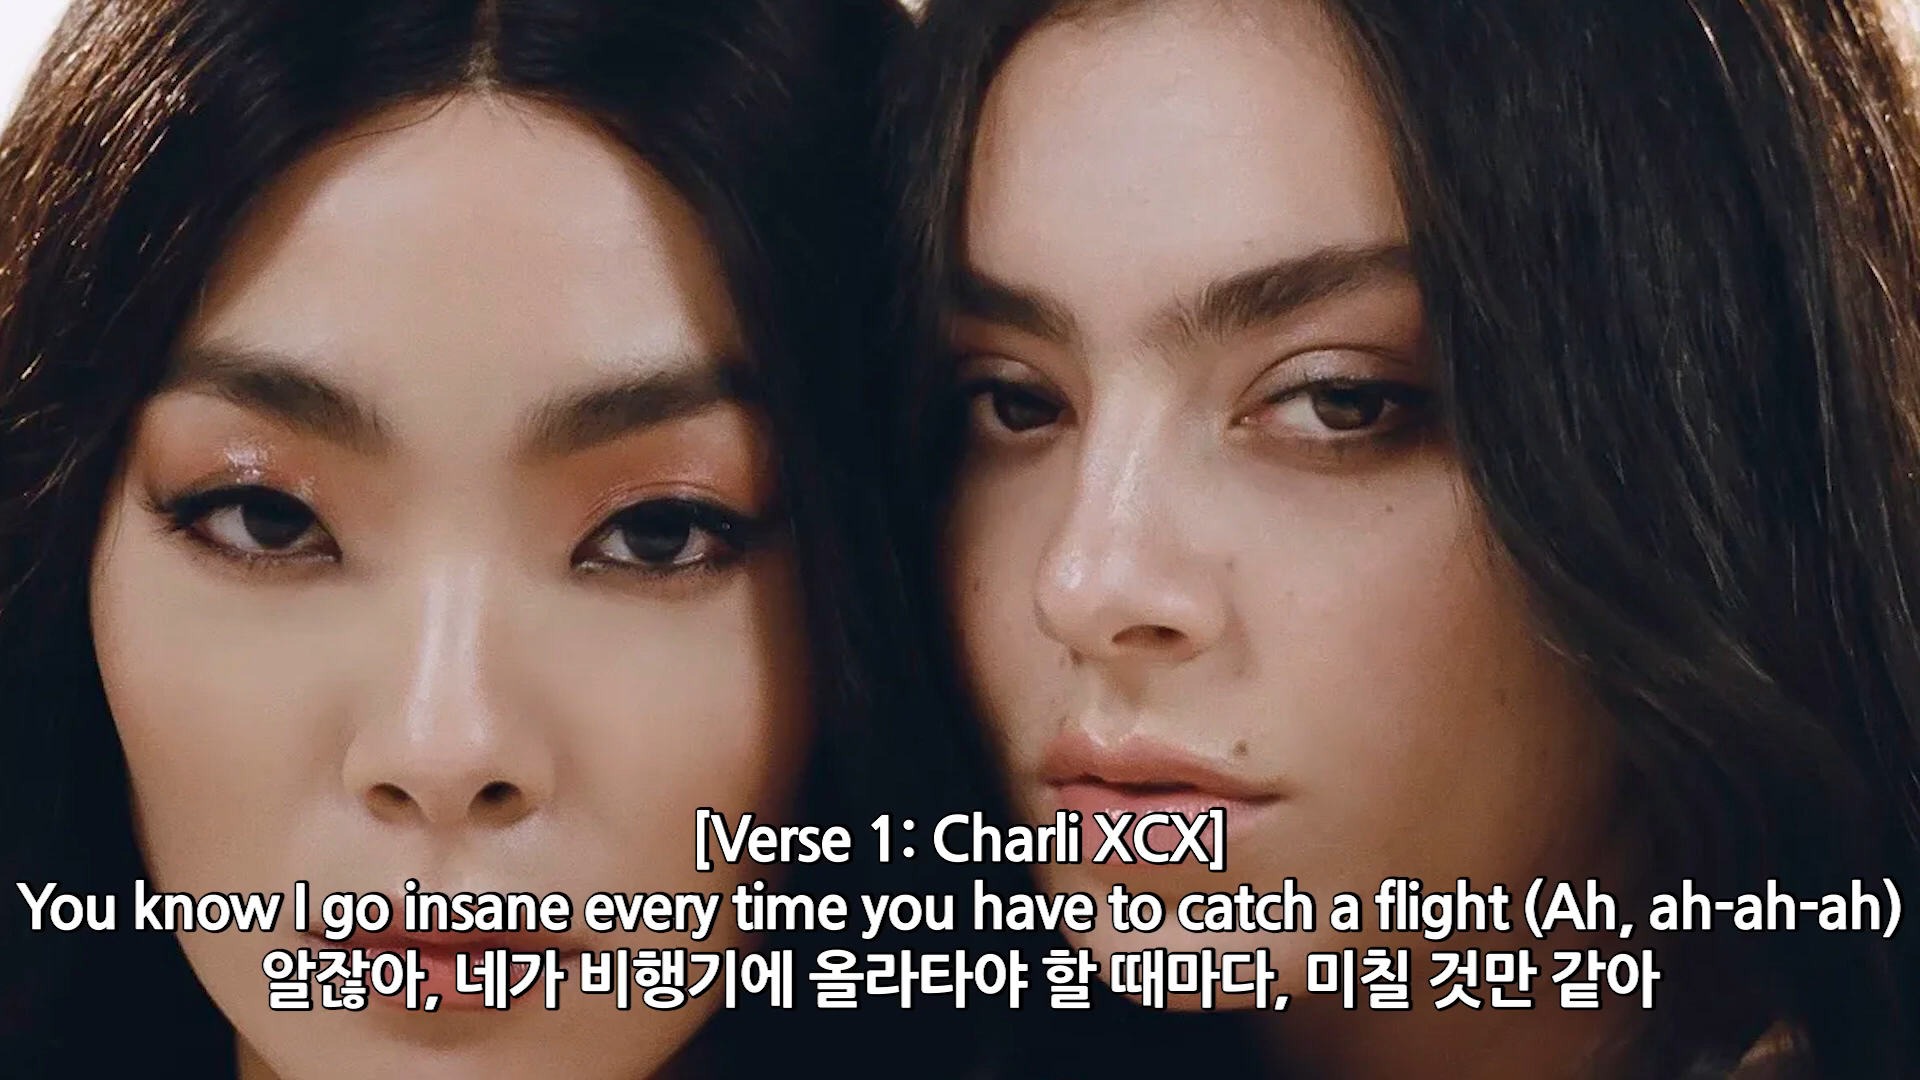 [Verse 1: Charli XCX]
You know I go insane every time you have to catch a flight (Ah, ah-ah-ah)
알잖아, 네가 비행기에 올라타야 할 때마다, 미칠 것만 같아